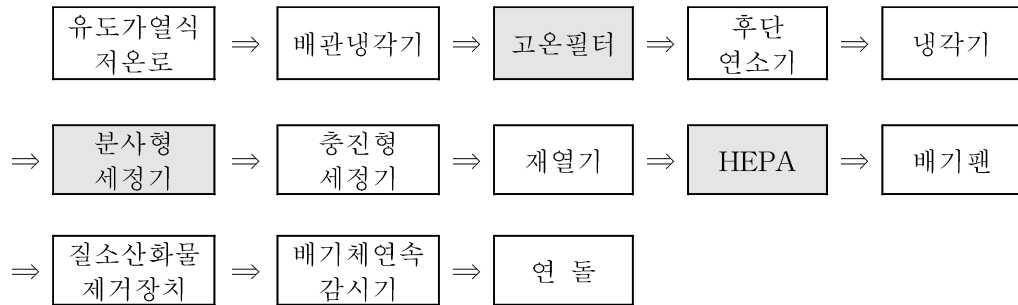 유도가열식
저온로
⇒
배관냉각기
⇒
고온필터
⇒
후단
연소기
⇒
냉각기
⇒
분사형
세정기
⇒
충진형
세정기
⇒
재열기
⇒
HEPA
⇒
배기팬
⇒
질소산화물
제거장치
⇒
배기체연속
감시기
⇒
연 돌